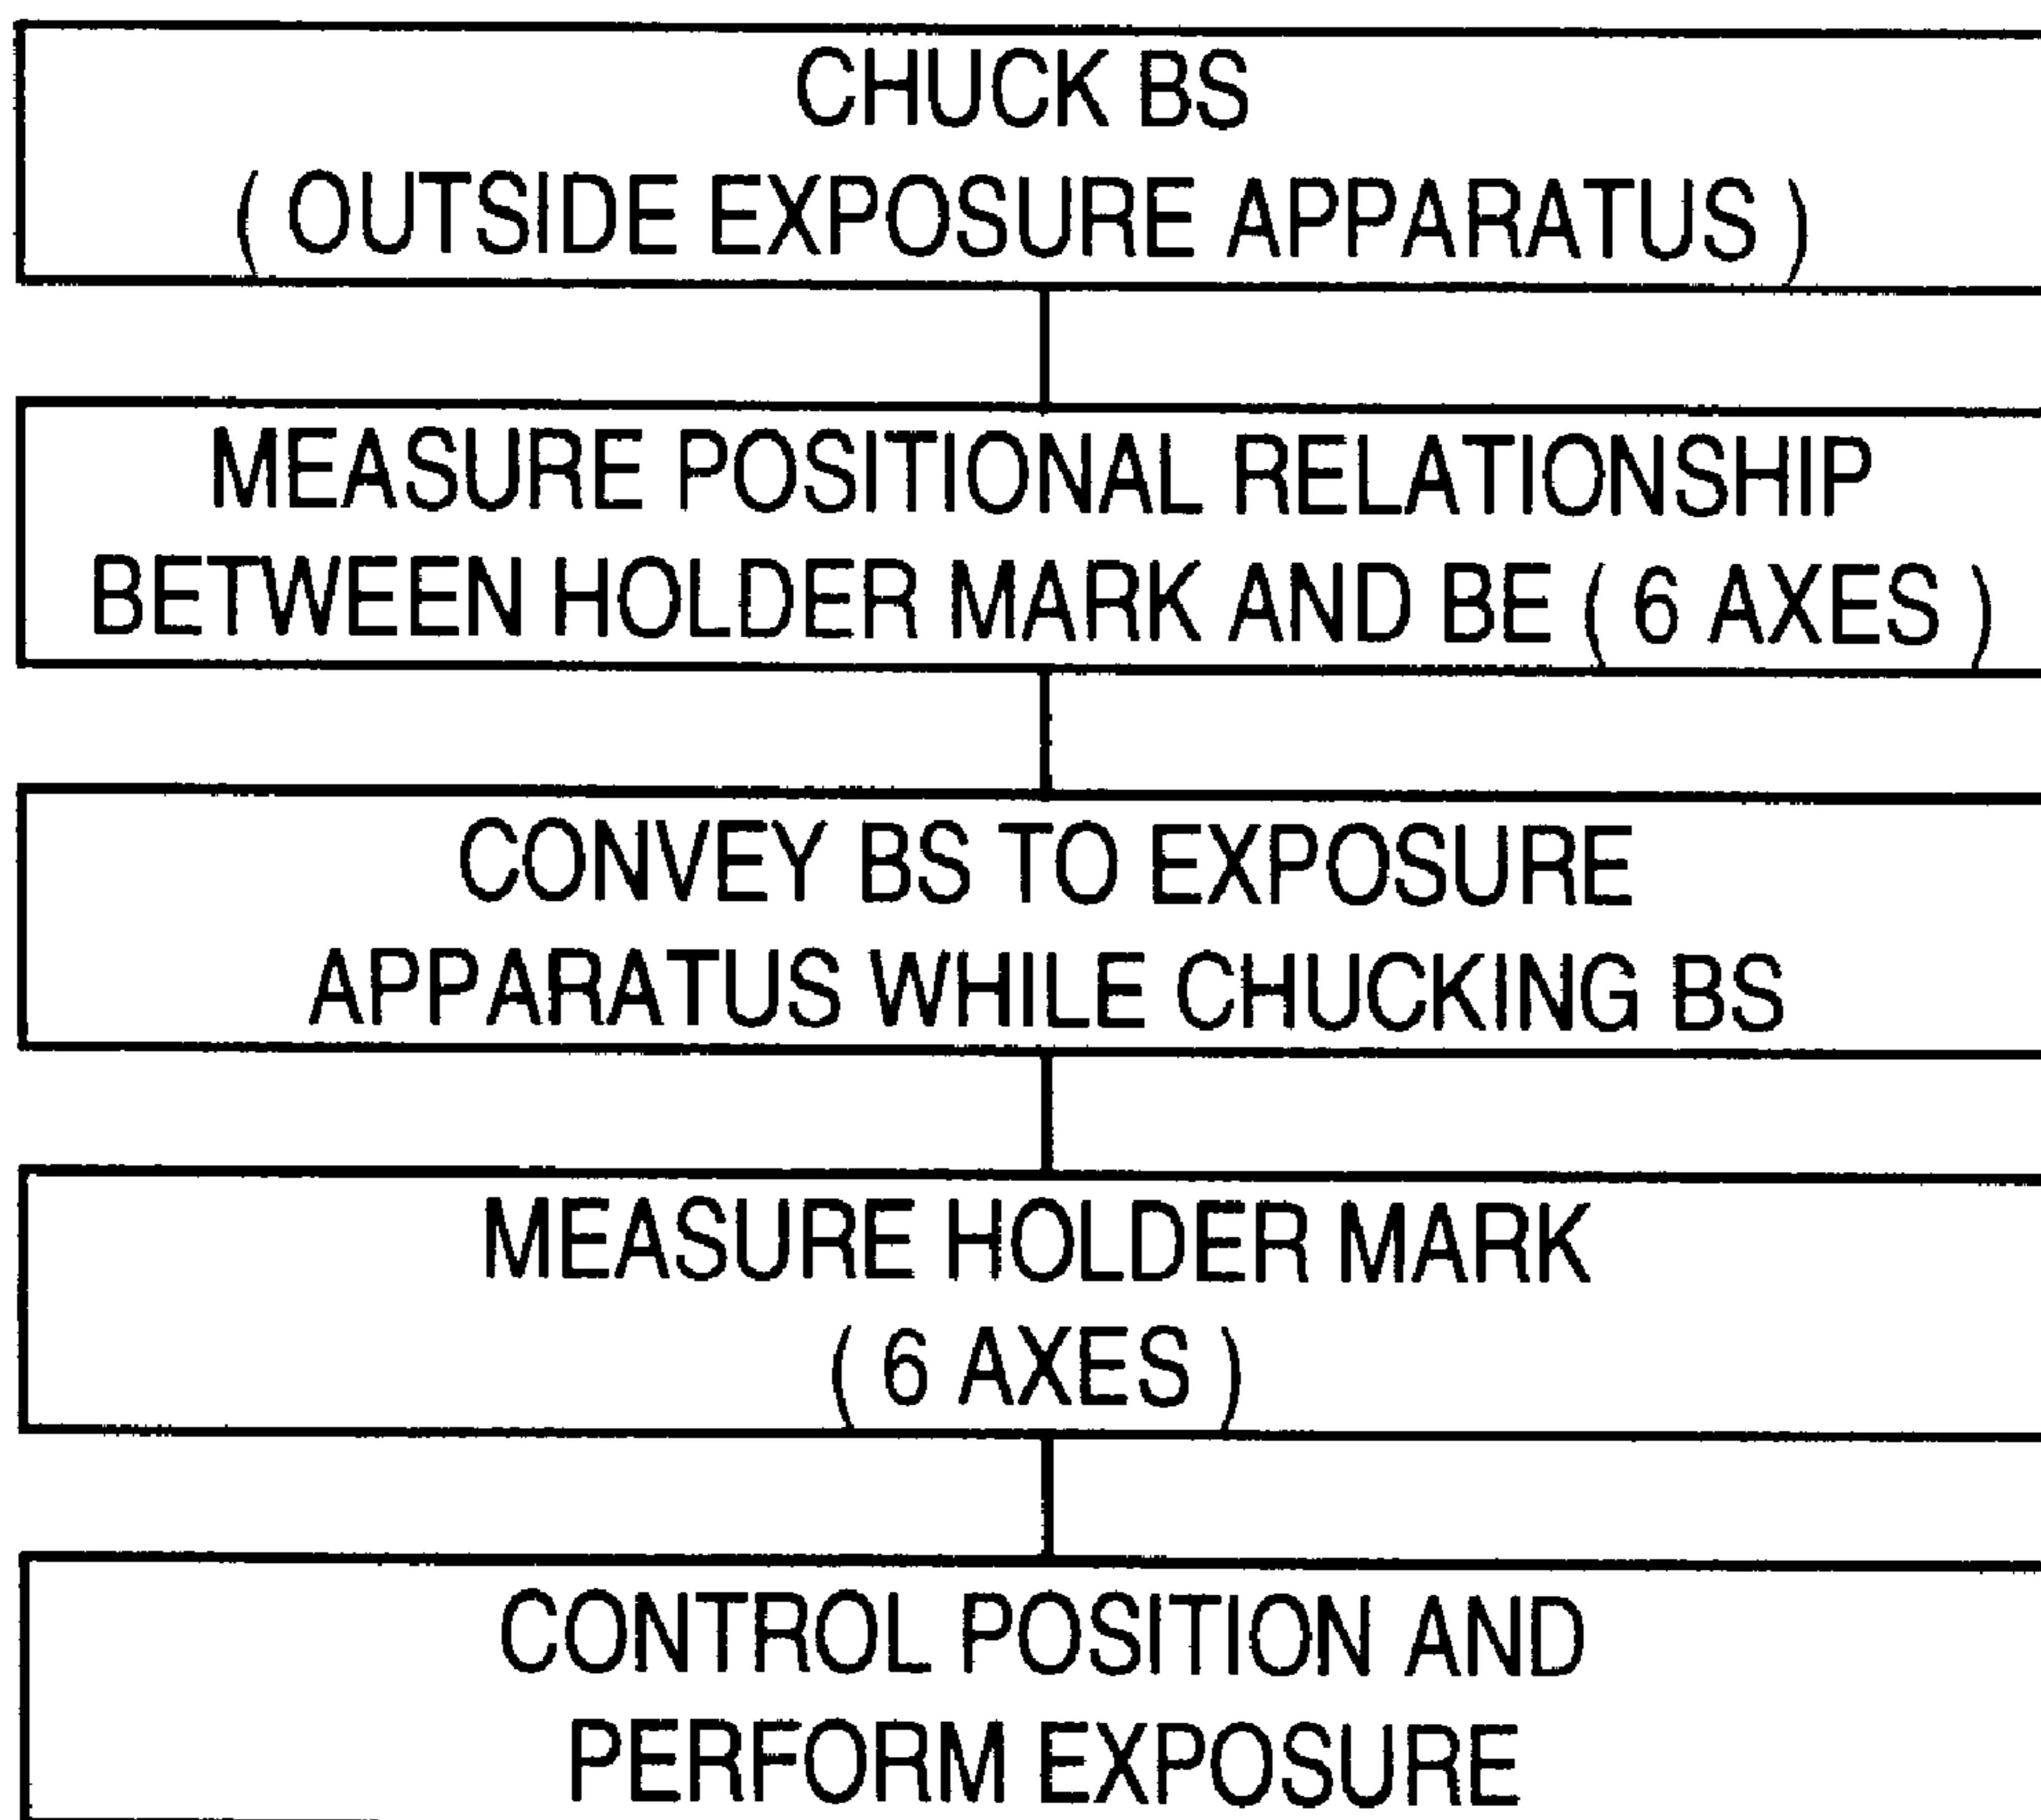 CHUCK BS
( OUTSIDE EXPOSURE APPARATUS )
MEASURE POSITIONAL RELATIONSHIP
BETWEEN HOLDER MARK AND BE ( 6 AXES )
CONVEY BS TO EXPOSURE
APPARATUS WHILE CHUCKING BS
MEASURE HOLDER MARK
( 6 AXES )
CONTROL POSITION AND
PERFORM EXPOSURE